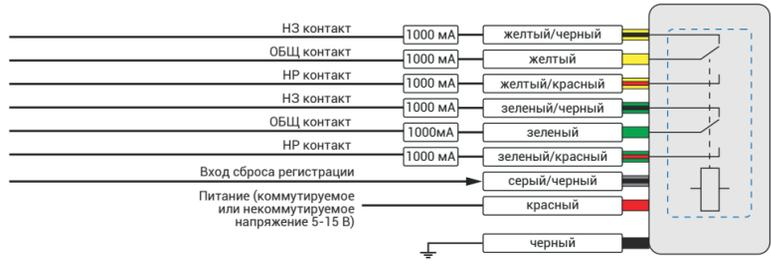 НЗ контакт 1000 мА желтый/черный
ОБЩ контакт 1000 мА желтый
НР контакт 1000 мА желтый/красный
НЗ контакт 1000 мА зеленый/черный
ОБЩ контакт 1000мА зеленый
НР контакт 1000 мА зеленый/красный
Вход сброса регистрации серый/черный
Питание (коммутируемое
или некоммутируемое
напряжение 5-15 В)
красный
черный